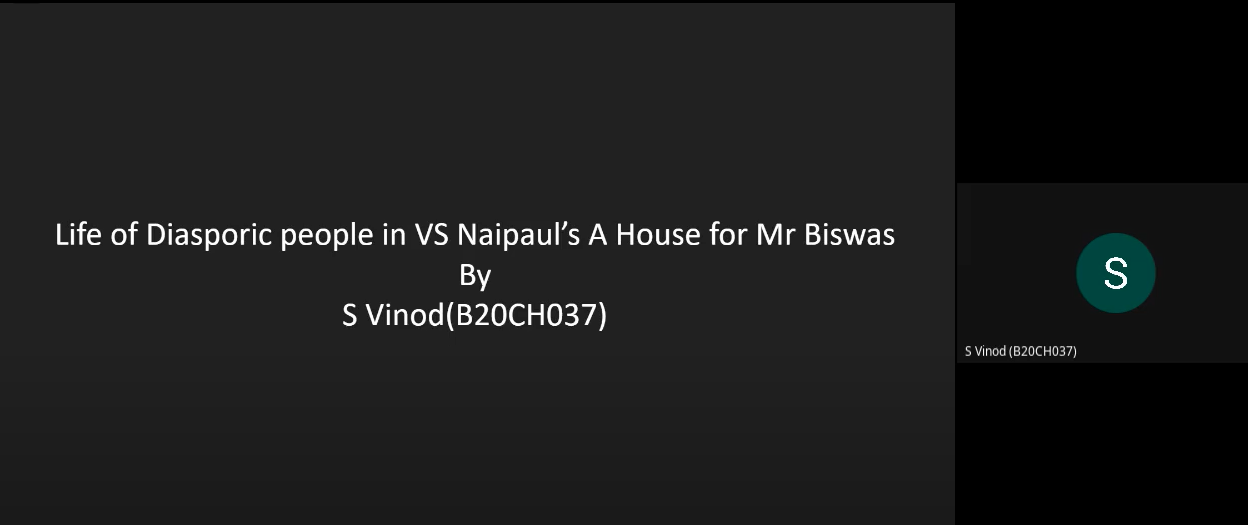 Life of Diasporic people in VS Naipaul’s A House for Mr Biswas
By
S Vinod(B20CH037)
S
S Vinod (B20CH037)